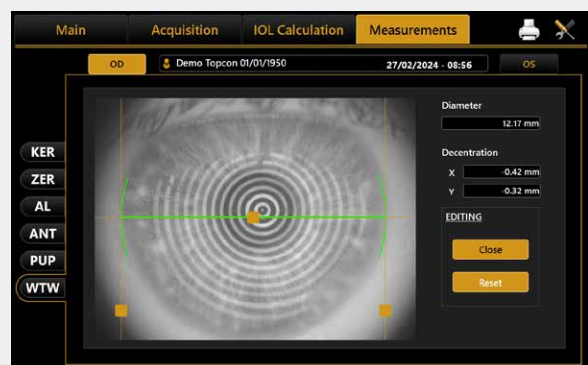 Main Acquisition IOL Calculation Measurements
OD Demo Topcon 01/01/1950 27/02/2024 - 08:56 OS
KER
ZER
AL
ANT
PUP
WTW
Diameter
12.17 mm
Decentration
X -0.42 mm
Y -0.32 mm
EDITING
Close
Reset